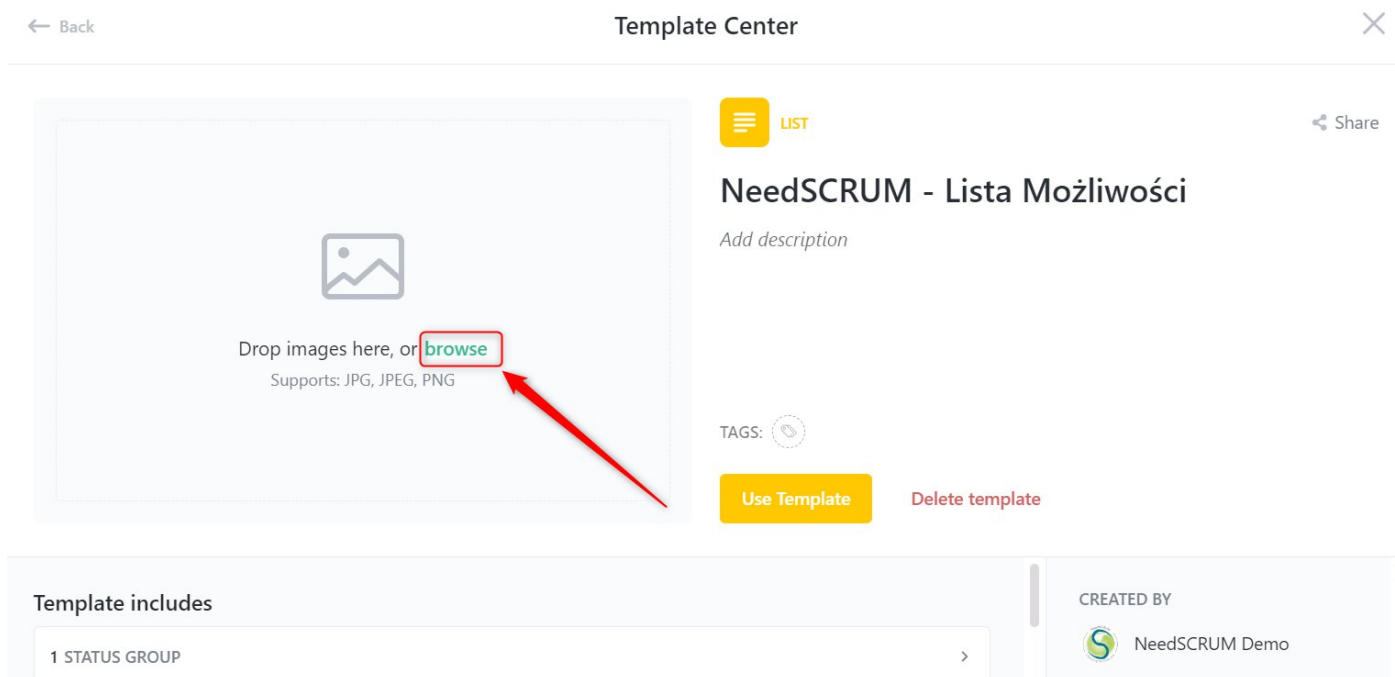 Back
Template Center
LIST
Share
NeedSCRUM - Lista Możliwości
Add description
Drop images here, or browse
Supports: JPG, JPEG, PNG
TAGS:
Use Template
Delete template
Template includes
1 STATUS GROUP
CREATED BY
NeedSCRUM Demo